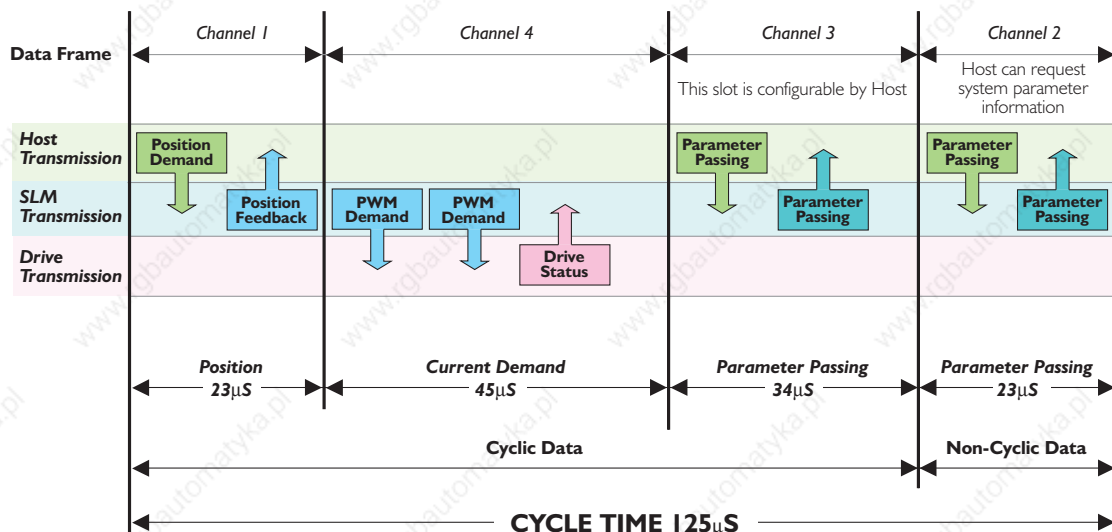 Channel 1
Channel 4
Channel 3
Channel 2
Data Frame
This slot is configurable by Host
Host can request
system parameter
information
Host
Transmission
Position
Demand
Parameter
Passing
Parameter
Passing
SLM
Transmission
Position
Feedback
PWM
Demand
PWM
Demand
Parameter
Passing
Parameter
Passing
Drive
Transmission
Drive
Status
Position
23µS
Current Demand
45µS
Parameter Passing
34µS
Parameter Passing
23µS
Cyclic Data
Non-Cyclic Data
CYCLE TIME 125µS
www.rgbautomatyka.pl